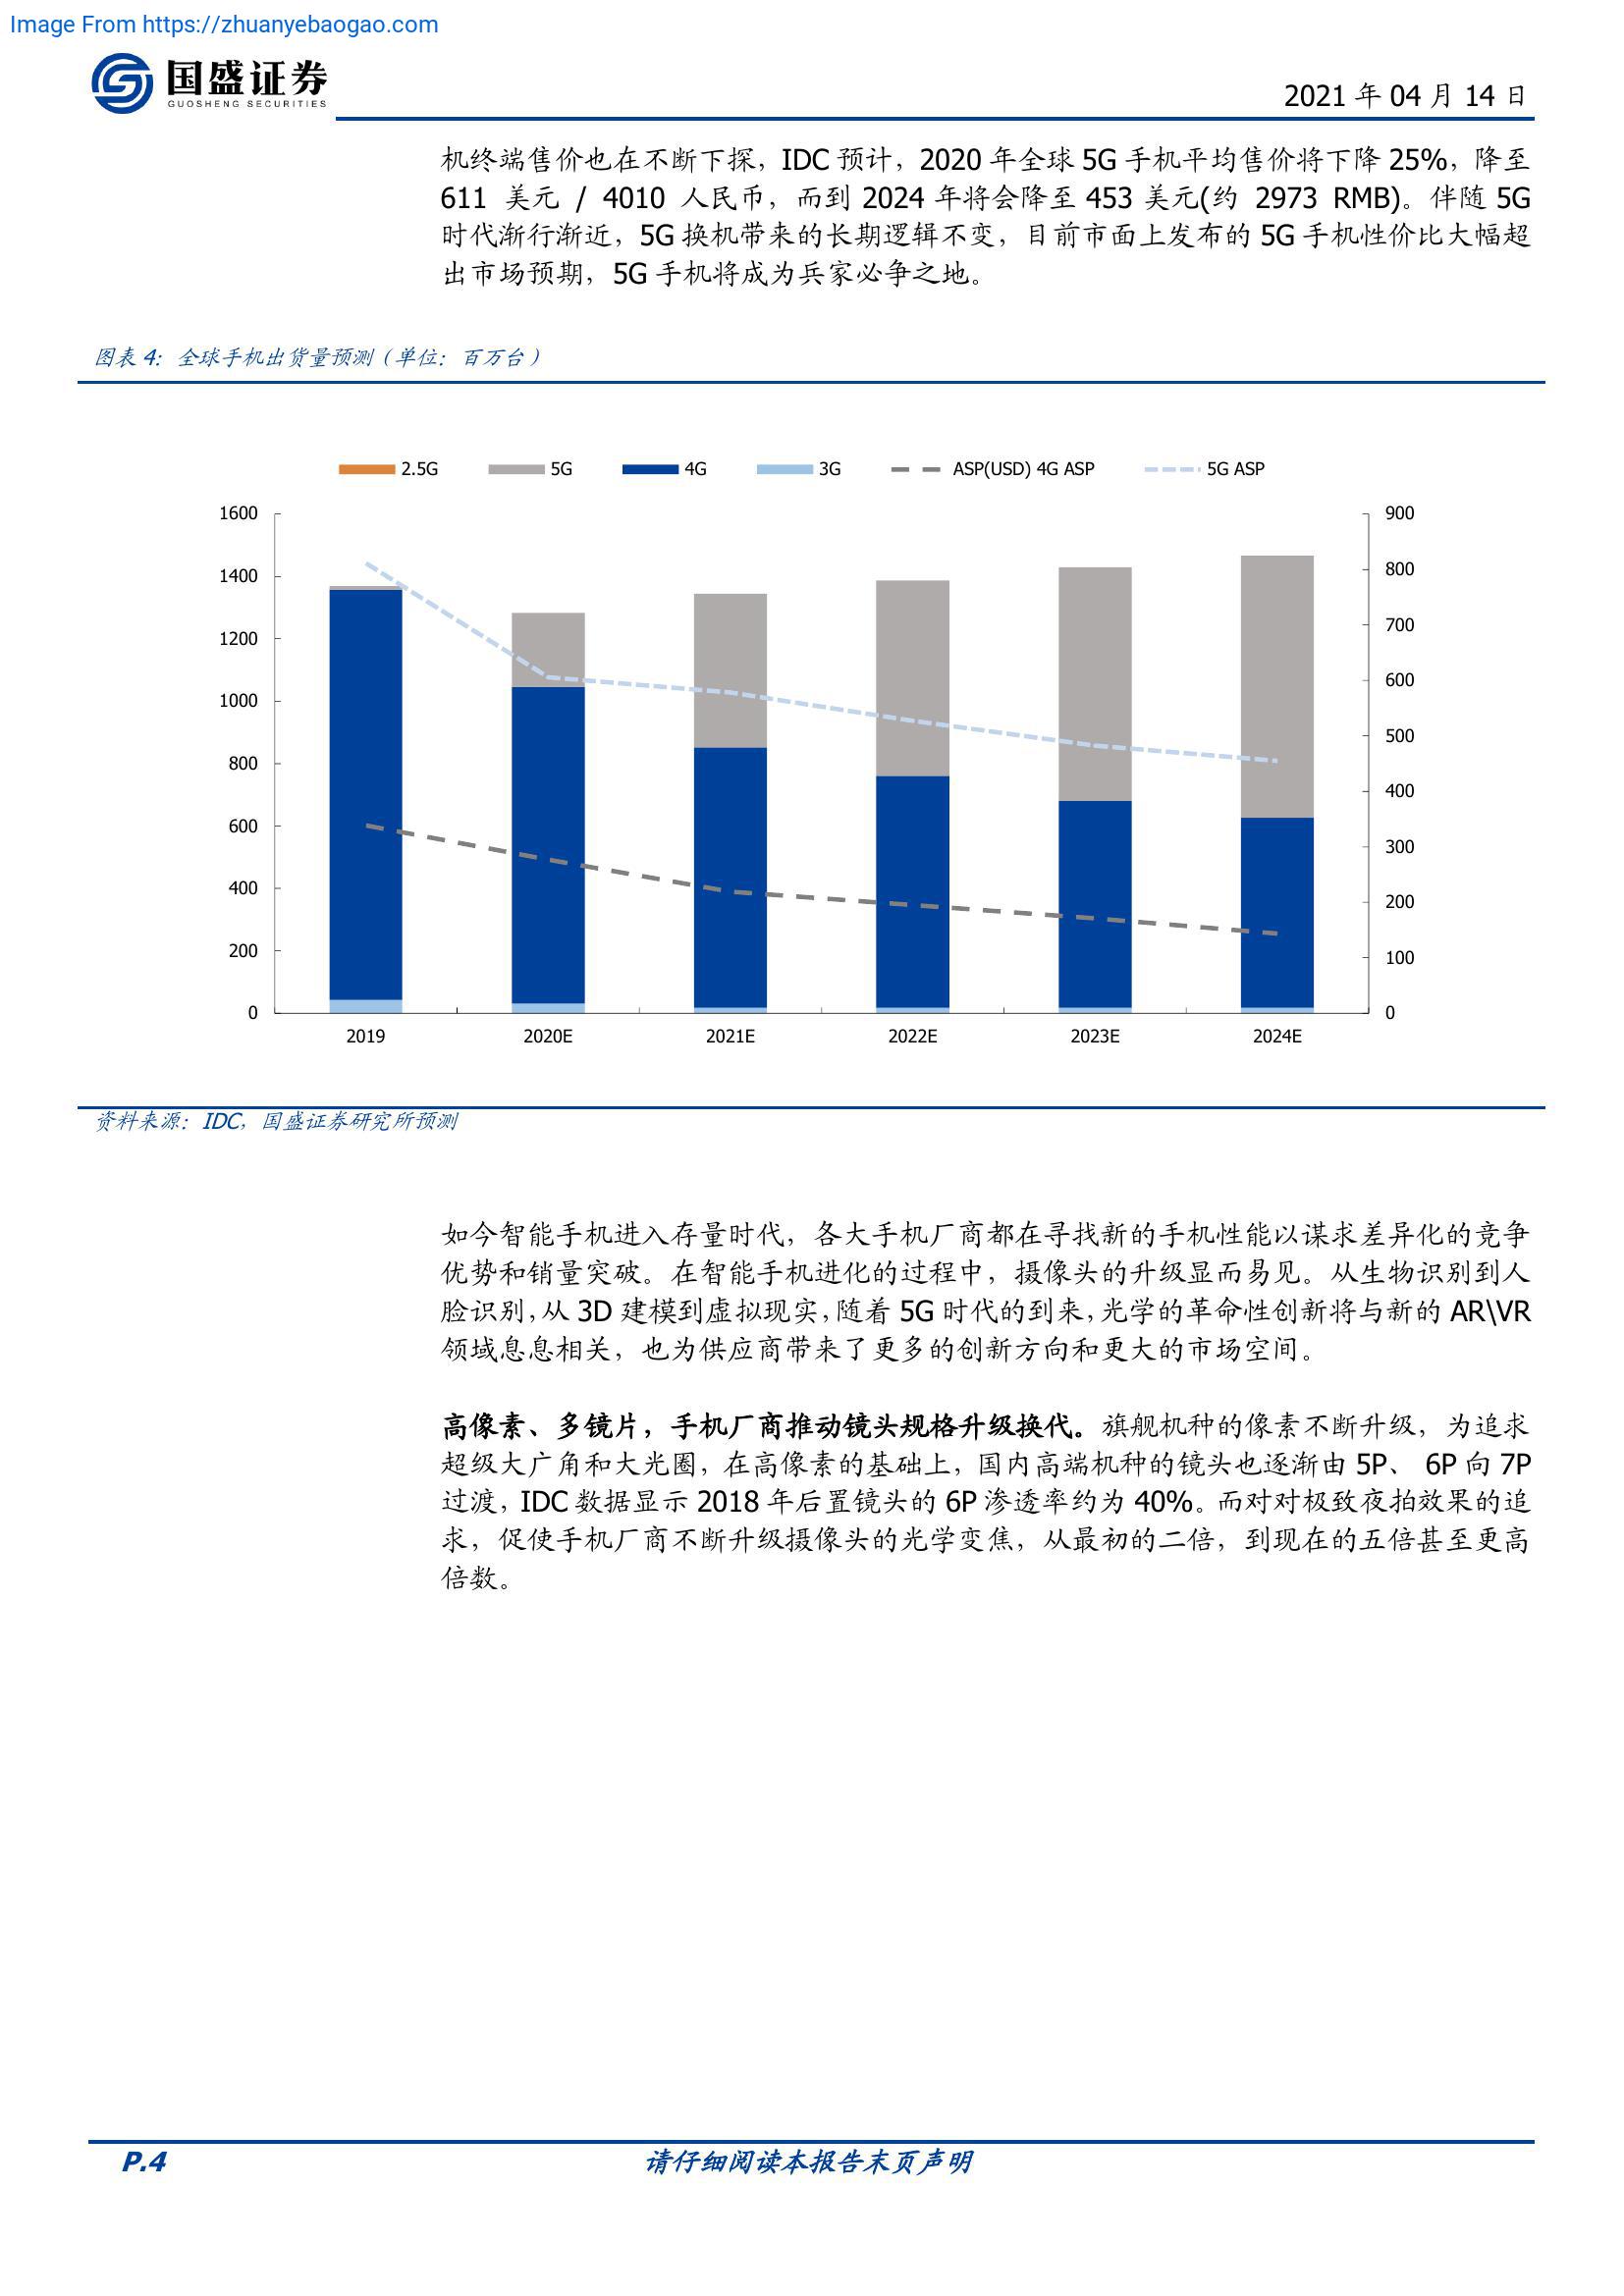 Image From https://zhuanyebaogao.com
国盛证券
GUOSHENG SECURITIES
2021 年 04 月 14 日
机终端售价也在不断下探，IDC 预计，2020 年全球 5G 手机平均售价将下降 25%，降至
611 美元 / 4010 人民币，而到 2024 年将会降至 453 美元(约 2973 RMB)。伴随 5G
时代渐行渐近，5G 换机带来的长期逻辑不变，目前市面上发布的 5G 手机性价比大幅超
出市场预期，5G 手机将成为兵家必争之地。
图表 4：全球手机出货量预测（单位：百万台）
2.5G 5G 4G 3G ASP(USD) 4G ASP 5G ASP
1600 900
1400 800
1200 700
1000 600
800 500
600 400
400 300
200 200
0 100
0
2019 2020E 2021E 2022E 2023E 2024E
资料来源：IDC，国盛证券研究所预测
如今智能手机进入存量时代，各大手机厂商都在寻找新的手机性能以谋求差异化的竞争
优势和销量突破。在智能手机进化的过程中，摄像头的升级显而易见。从生物识别到人
脸识别，从 3D 建模到虚拟现实，随着 5G 时代的到来，光学的革命性创新将与新的 AR\VR
领域息息相关，也为供应商带来了更多的创新方向和更大的市场空间。
高像素、多镜片，手机厂商推动镜头规格升级换代。旗舰机种的像素不断升级，为追求
超级大广角和大光圈，在高像素的基础上，国内高端机种的镜头也逐渐由 5P、 6P 向 7P
过渡，IDC 数据显示 2018 年后置镜头的 6P 渗透率约为 40%。而对对极致夜拍效果的追
求，促使手机厂商不断升级摄像头的光学变焦，从最初的二倍，到现在的五倍甚至更高
倍数。
P.4 请仔细阅读本报告末页声明